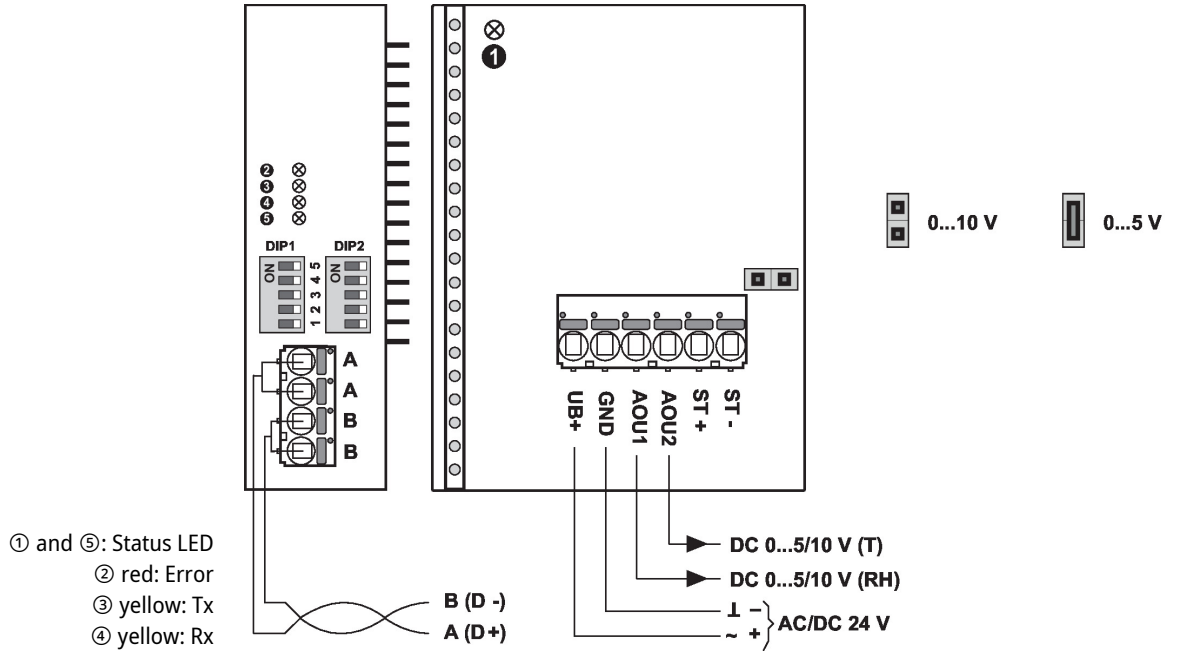 ❶
❷
❸
❹
❺
DIP1 DIP2
ON ON
1 2 3 4 5
A
A
B
B
UB+ GND AOU1 AOU2 ST + ST -
0...10 V
0...5 V
① and ⑤: Status LED
② red: Error
③ yellow: Tx
④ yellow: Rx
B (D -)
A (D+)
DC 0...5/10 V (T)
DC 0...5/10 V (RH)
⊥ −
~ +
AC/DC 24 V